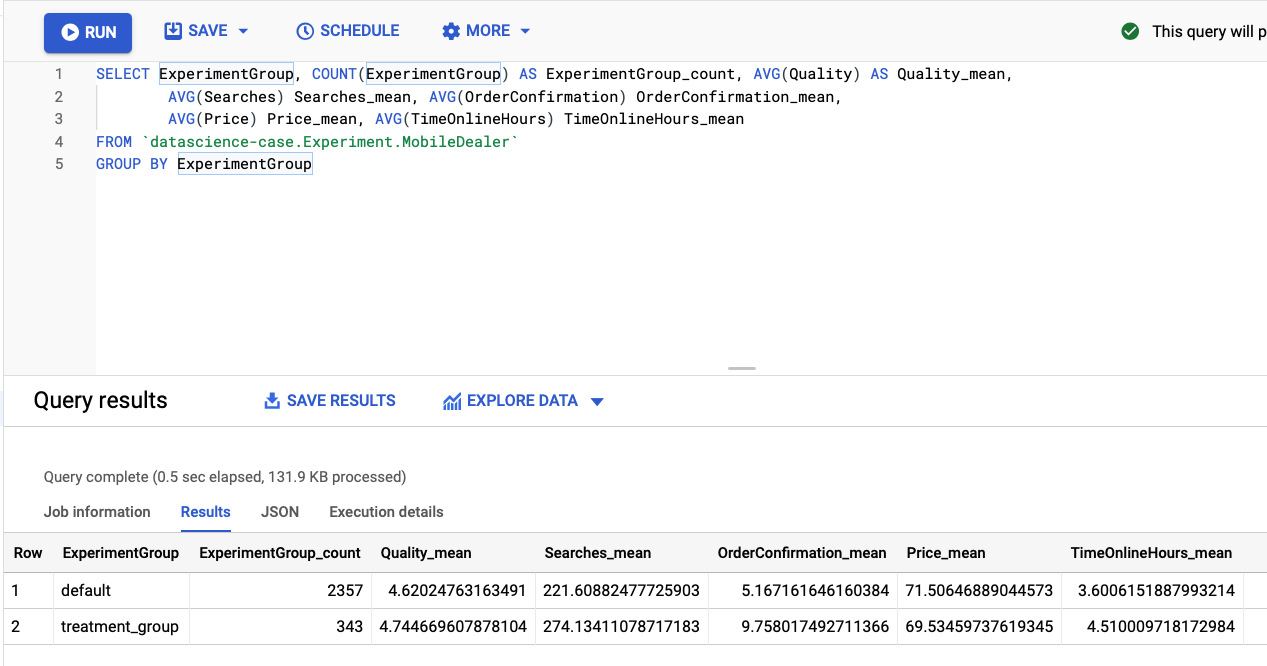 RUN SAVE SCHEDULE MORE This query will p
1 SELECT ExperimentGroup, COUNT(ExperimentGroup) AS ExperimentGroup_count, AVG(Quality) AS Quality_mean,
2 AVG(Searches) Searches_mean, AVG(OrderConfirmation) OrderConfirmation_mean,
3 AVG(Price) Price_mean, AVG(TimeOnlineHours) TimeOnlineHours_mean
4 FROM `datascience-case.Experiment.MobileDealer`
5 GROUP BY ExperimentGroup
Query results SAVE RESULTS EXPLORE DATA
Query complete (0.5 sec elapsed, 131.9 KB processed)
Job information Results JSON Execution details
Row ExperimentGroup ExperimentGroup_count Quality_mean Searches_mean OrderConfirmation_mean Price_mean TimeOnlineHours_mean
1 default 2357 4.62024763163491 221.60882477725903 5.167161646160384 71.50646889044573 3.6006151887993214
2 treatment_group 343 4.744669607878104 274.13411078717183 9.758017492711366 69.53459737619345 4.510009718172984